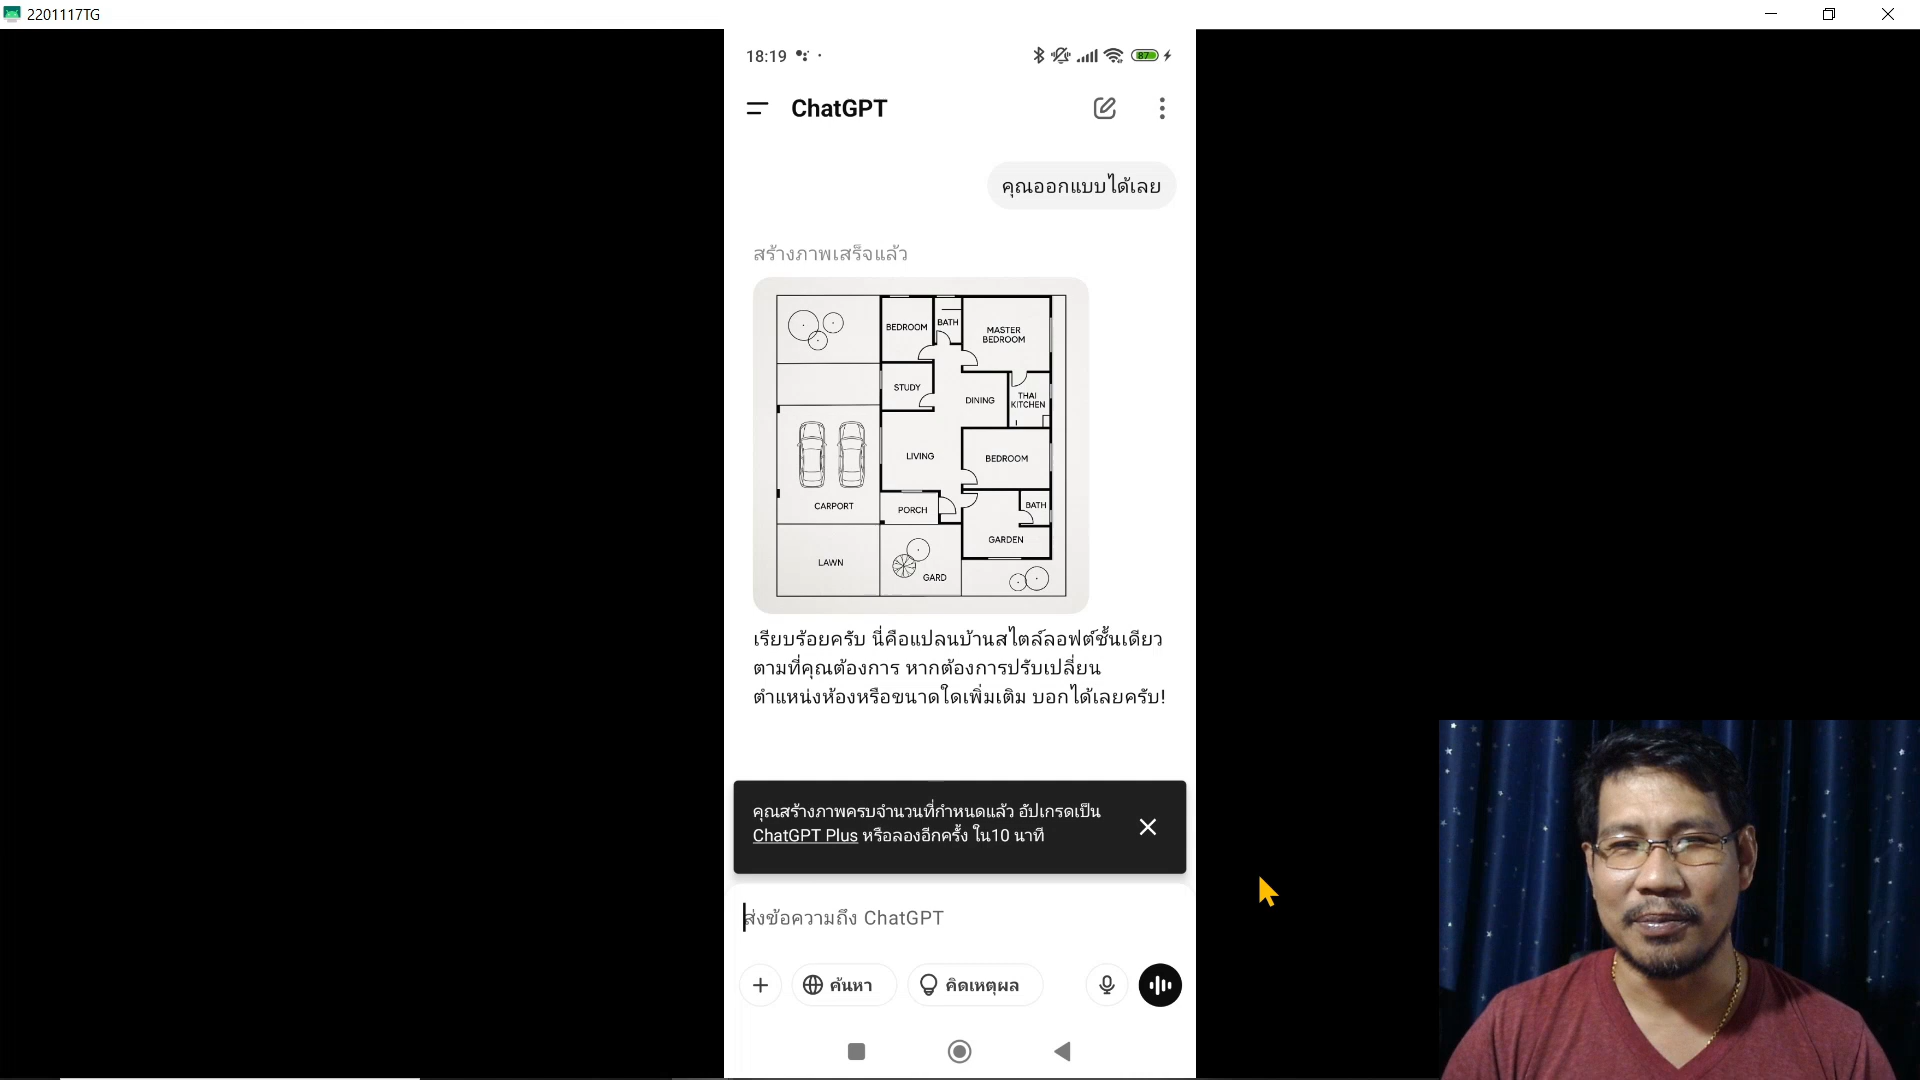 2201117TG
18:19
87
ChatGPT
คุณออกแบบได้เลย
สร้างภาพเสร็จแล้ว
BEDROOM
BATH
MASTER
BEDROOM
STUDY
DINING
THAI
KITCHEN
LIVING
BEDROOM
CARPORT
PORCH
BATH
GARDEN
LAWN
GARD
เรียบร้อยครับ นี่คือแปลนบ้านสไตล์ลอฟต์ชั้นเดียว
ตามที่คุณต้องการ หากต้องการปรับเปลี่ยน
ตำแหน่งห้องหรือขนาดใดเพิ่มเติม บอกได้เลยครับ!
คุณสร้างภาพครบจำนวนที่กำหนดแล้ว อัปเกรดเป็น
ChatGPT Plus หรือลองอีกครั้ง ใน10 นาที
ส่งข้อความถึง ChatGPT
ค้นหา
คิดเหตุผล